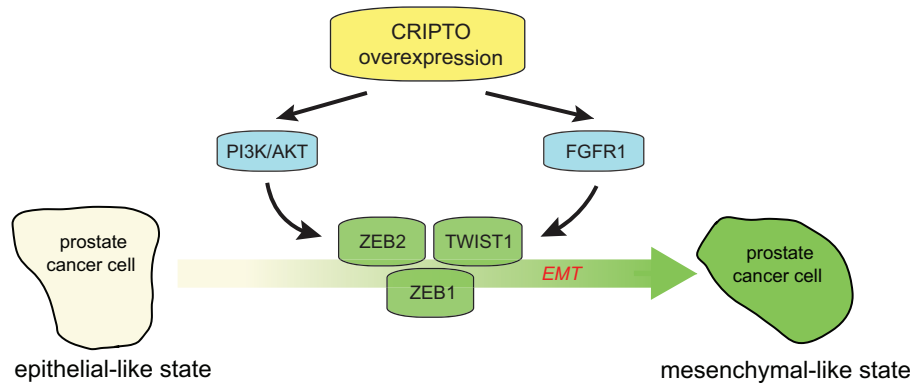 CRIPTO
overexpression
PI3K/AKT
FGFR1
prostate
cancer cell
ZEB2
TWIST1
ZEB1
EMT
prostate
cancer cell
epithelial-like state
mesenchymal-like state